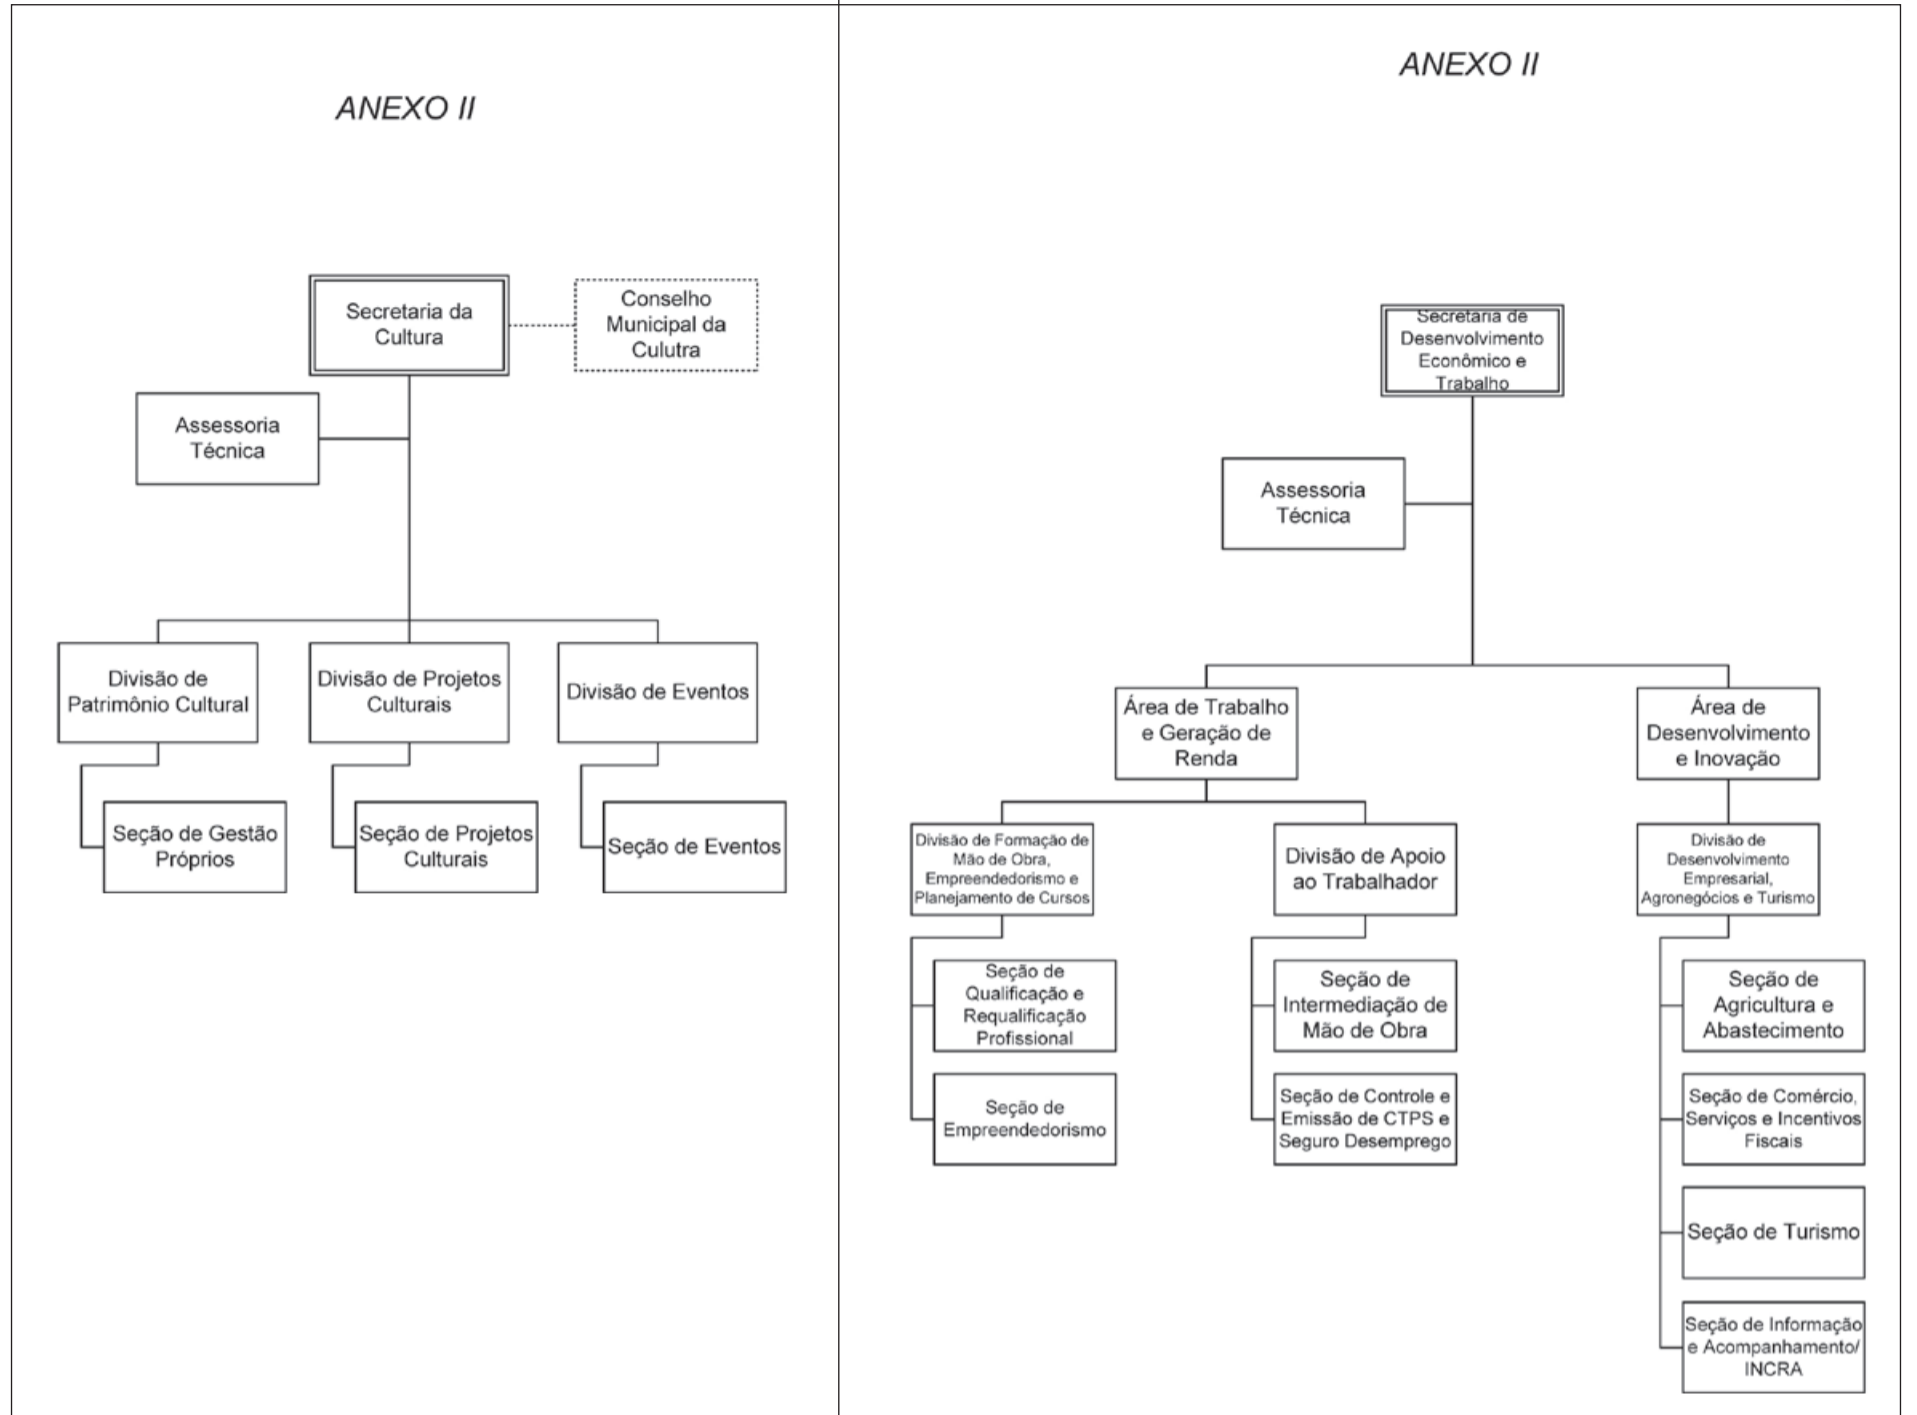 ANEXO II
Secretaria da
Cultura
Conselho
Municipal da
Culutra
Assessoria
Técnica
Divisão de
Patrimônio Cultural
Divisão de Projetos
Culturais
Divisão de Eventos
Seção de Gestão
Próprios
Seção de Projetos
Culturais
Seção de Eventos
ANEXO II
Secretaria de
Desenvolvimento
Econômico e
Trabalho
Assessoria
Técnica
Área de Trabalho
e Geração de
Renda
Área de
Desenvolvimento
e Inovação
Divisão de Formação de
Mão de Obra,
Empreendedorismo e
Planejamento de Cursos
Divisão de Apoio
ao Trabalhador
Divisão de
Desenvolvimento
Empresarial,
Agronegócios e Turismo
Seção de
Qualificação e
Requalificação
Profissional
Seção de
Empreendedorismo
Seção de
Intermediação de
Mão de Obra
Seção de Controle e
Emissão de CTPS e
Seguro Desemprego
Seção de
Agricultura e
Abastecimento
Seção de Comércio,
Serviços e Incentivos
Fiscais
Seção de Turismo
Seção de Informação
e Acompanhamento/
INCRA